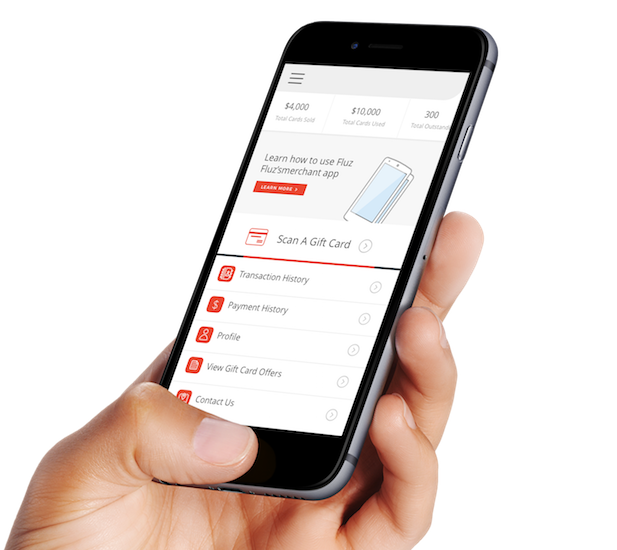 $4,000
Total Cards Sold
$10,000
Total Cards Used
300
Total Outstand
Learn how to use Fluz
Fluz'smerchant app
LEARN MORE
Scan A Gift Card
Transaction History
$
Payment History
Profile
View Gift Card Offers
Contact Us